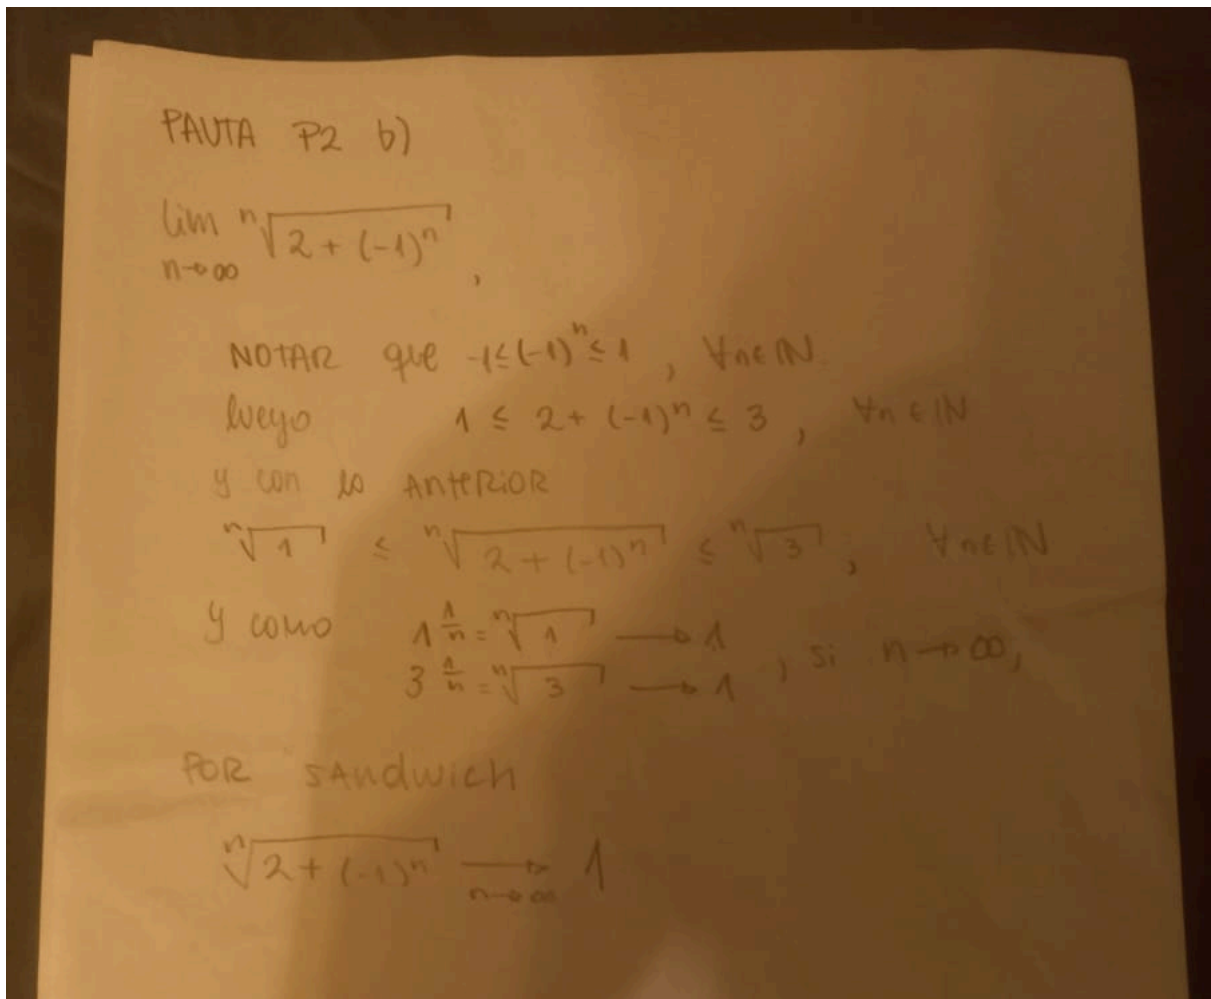 PAUTA P2 b)
lim ⁿ√(2 + (-1)ⁿ)
n→∞ ,
NOTAR que -1 ≤ (-1)ⁿ ≤ 1 , ∀n∈ℕ.
luego 1 ≤ 2 + (-1)ⁿ ≤ 3 , ∀n∈ℕ
y con lo ANTERIOR
ⁿ√1 ≤ ⁿ√(2 + (-1)ⁿ) ≤ ⁿ√3 , ∀n∈ℕ
y como 1^(1/n) = ⁿ√1 → 1
3^(1/n) = ⁿ√3 → 1 , si n→∞,
POR SANDWICH
ⁿ√(2 + (-1)ⁿ) → 1
n→∞